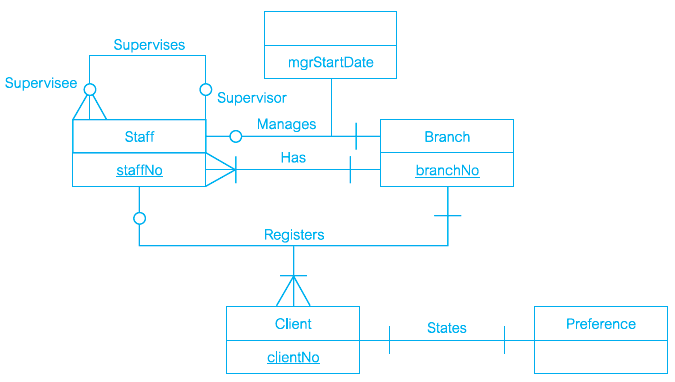 Supervises
mgrStartDate
Supervisee
Supervisor
Manages
Staff
Branch
staffNo
Has
branchNo
Registers
Client
States
Preference
clientNo